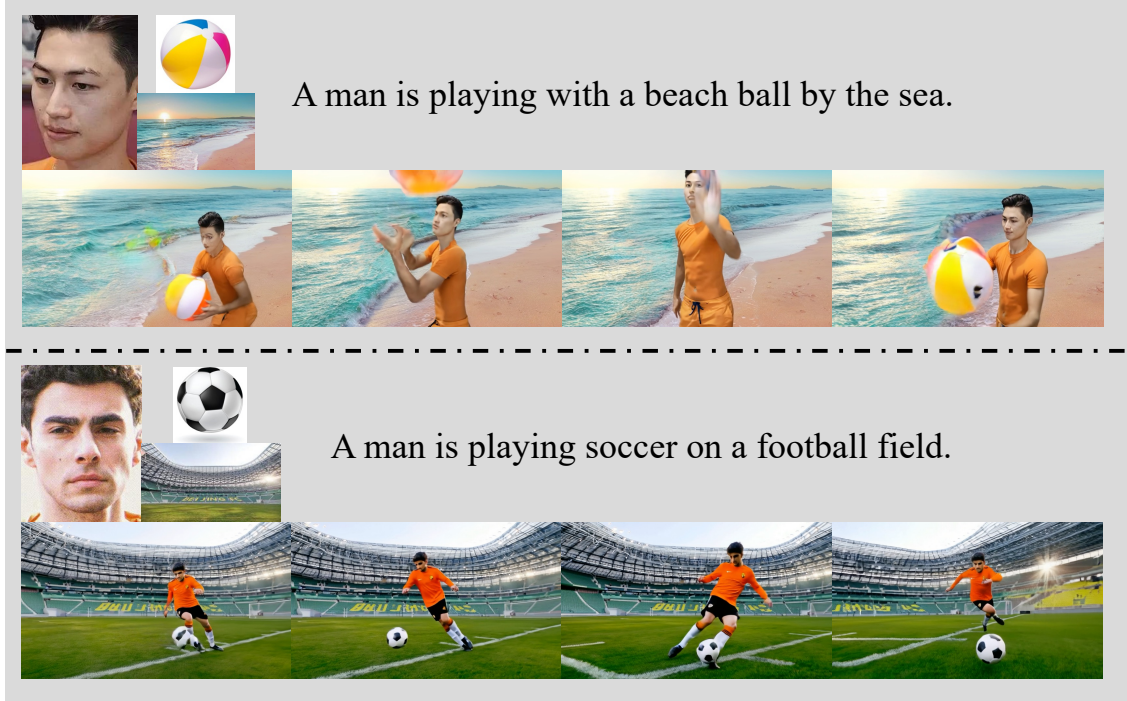 A man is playing with a beach ball by the sea.
A man is playing soccer on a football field.